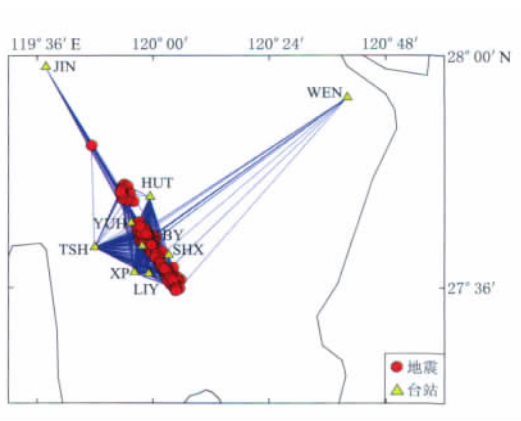 119° 36′ E
120° 00′
120° 24′
120° 48′
28° 00′ N
JIN
WEN
HUT
YUH
BY
TSH
SHX
XP
LIY
27° 36′
地震
台站